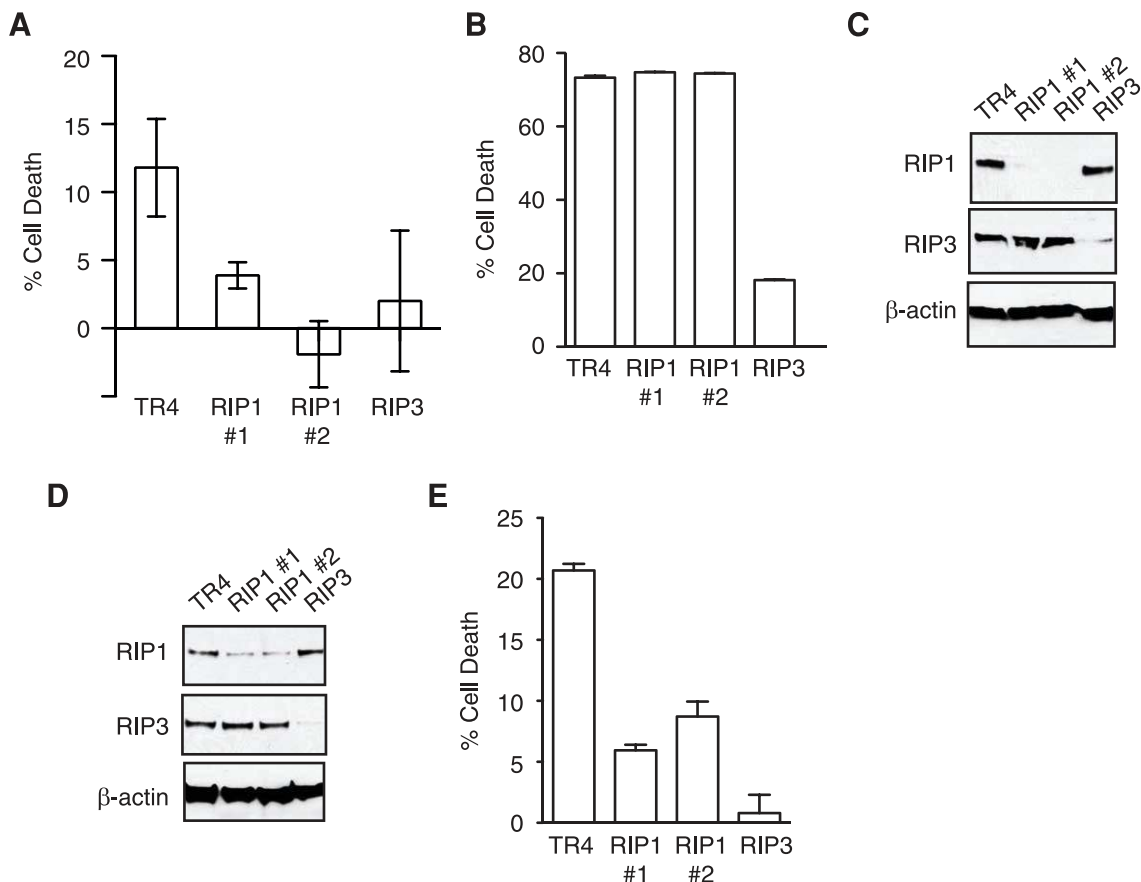 A
20
15
10
5
0
% Cell Death
TR4
RIP1 #1
RIP1 #2
RIP3
B
80
60
40
20
0
% Cell Death
TR4
RIP1 #1
RIP1 #2
RIP3
C
TR4
RIP1 #1
RIP1 #2
RIP3
RIP1
RIP3
β-actin
D
TR4
RIP1 #1
RIP1 #2
RIP3
RIP1
RIP3
β-actin
E
25
20
15
10
5
0
% Cell Death
TR4
RIP1 #1
RIP1 #2
RIP3